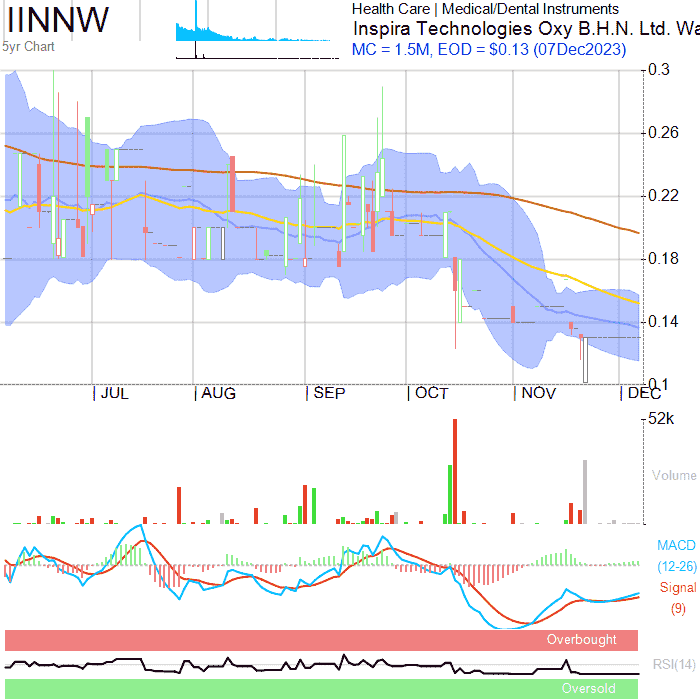 IINNW
5yr Chart
Health Care | Medical/Dental Instruments
Inspira Technologies Oxy B.H.N. Ltd. Wa
MC = 1.5M, EOD = $0.13 (07Dec2023)
0.3
0.26
0.22
0.18
0.14
0.1
JUL AUG SEP OCT NOV DEC
52k
Volume
MACD
(12-26)
Signal
(9)
Overbought
RSI(14)
Oversold